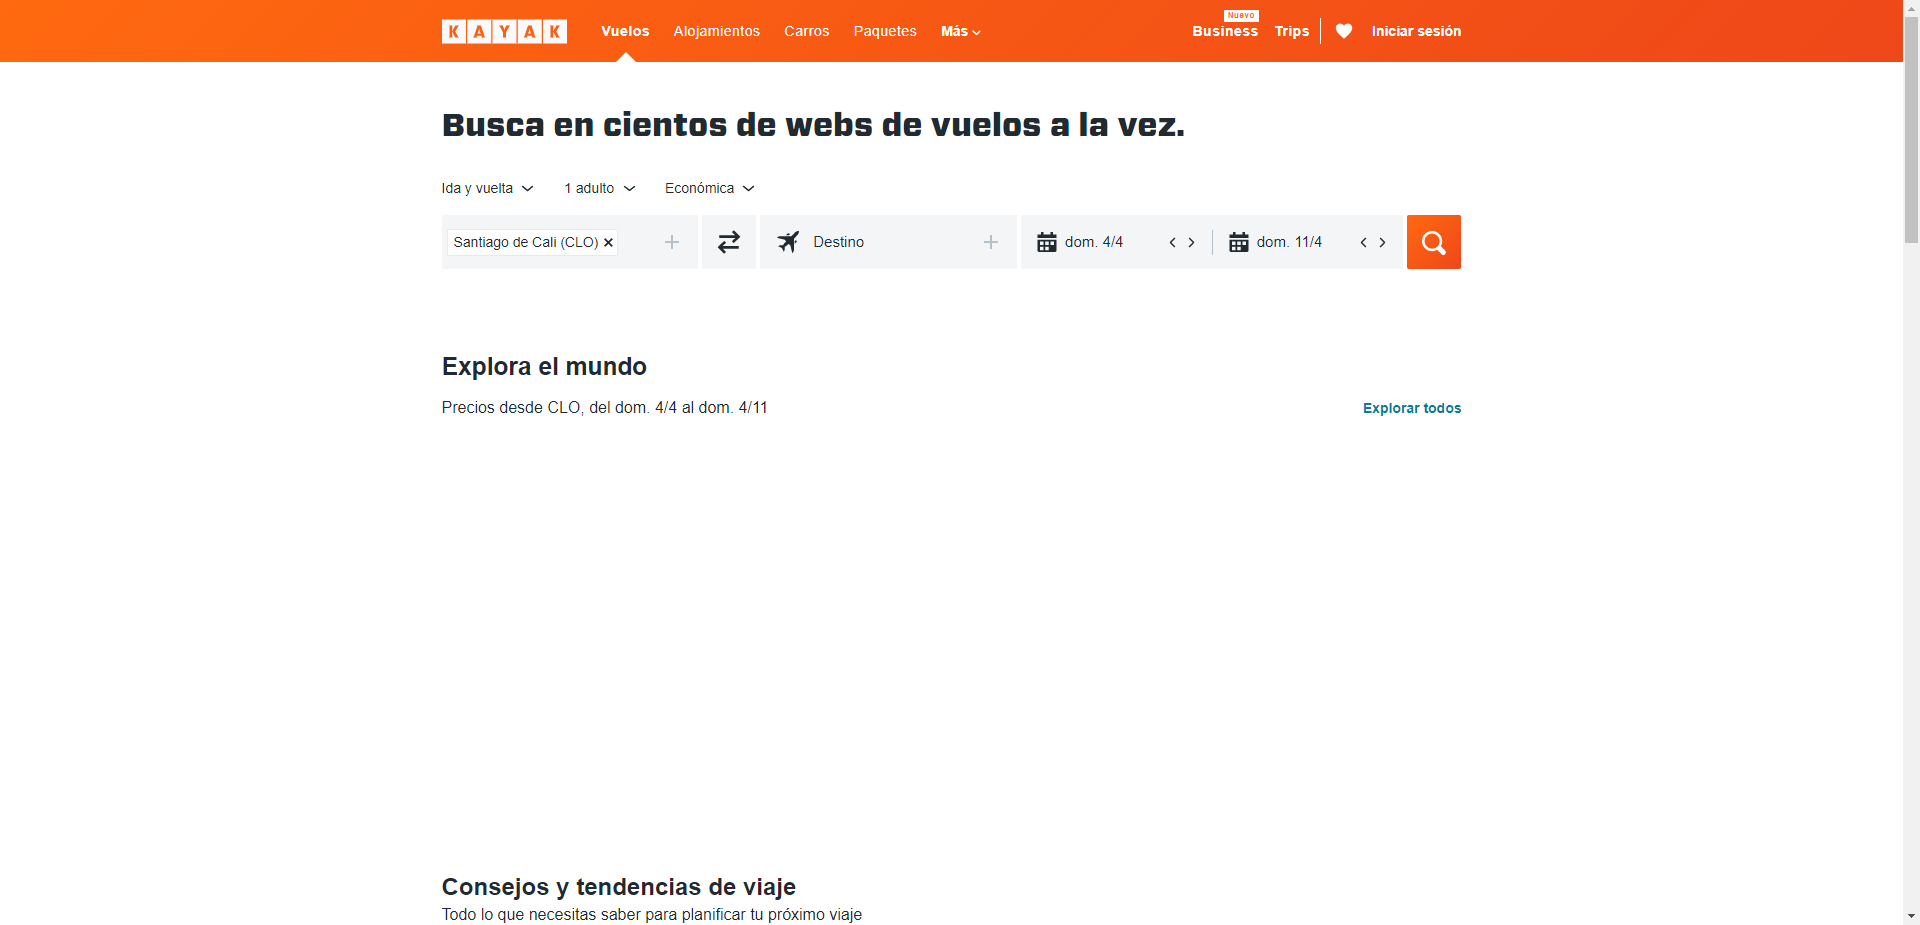 KAYAK Vuelos Alojamientos Carros Paquetes Más Nuevo Business Trips Iniciar sesión
Busca en cientos de webs de vuelos a la vez.
Ida y vuelta 1 adulto Económica
Santiago de Cali (CLO) Destino dom. 4/4 dom. 11/4
Explora el mundo
Precios desde CLO, del dom. 4/4 al dom. 4/11 Explorar todos
Consejos y tendencias de viaje
Todo lo que necesitas saber para planificar tu próximo viaje